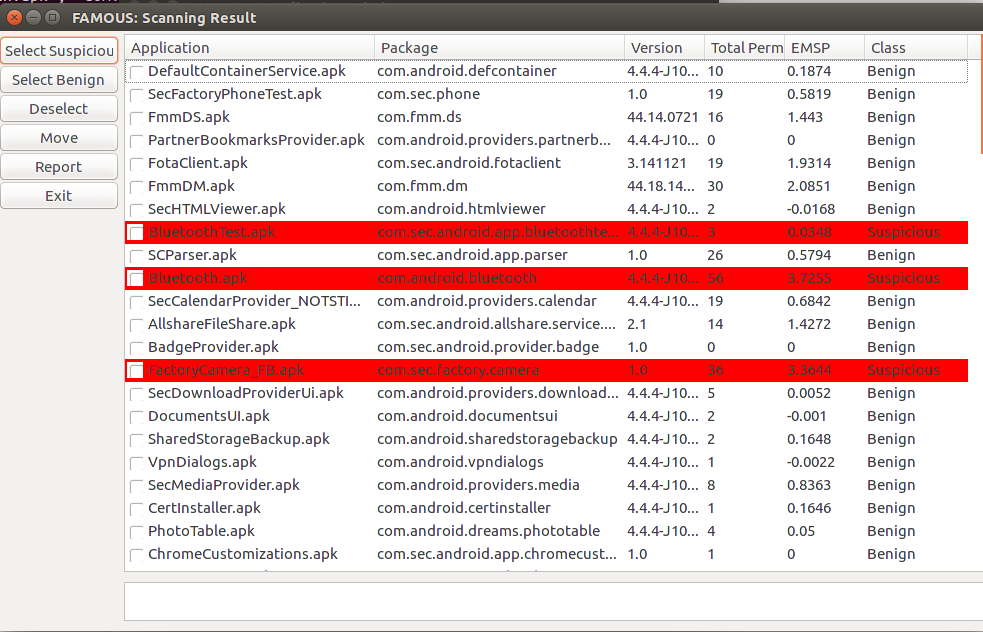 FAMOUS: Scanning Result
Select Suspiciou
Select Benign
Deselect
Move
Report
Exit
Application Package Version Total Perm EMSP Class
DefaultContainerService.apk com.android.defcontainer 4.4.4-J10... 10 0.1874 Benign
SecFactoryPhoneTest.apk com.sec.phone 1.0 19 0.5819 Benign
FmmDS.apk com.fmm.ds 44.14.0721 16 1.443 Benign
PartnerBookmarksProvider.apk com.android.providers.partnerb... 4.4.4-J10... 0 0 Benign
FotaClient.apk com.sec.android.fotaclient 3.141121 19 1.9314 Benign
FmmDM.apk com.fmm.dm 44.18.14... 30 2.0851 Benign
SecHTMLViewer.apk com.android.htmlviewer 4.4.4-J10... 2 -0.0168 Benign
BluetoothTest.apk com.sec.android.app.bluetoothte... 4.4.4-J10... 3 0.0348 Suspicious
SCParser.apk com.sec.android.app.parser 1.0 26 0.5794 Benign
Bluetooth.apk com.android.bluetooth 4.4.4-J10... 56 3.7255 Suspicious
SecCalendarProvider_NOTSTI... com.android.providers.calendar 4.4.4-J10... 19 0.6842 Benign
AllshareFileShare.apk com.sec.android.allshare.service.... 2.1 14 1.4272 Benign
BadgeProvider.apk com.sec.android.provider.badge 1.0 0 0 Benign
FactoryCamera_FB.apk com.sec.factory.camera 1.0 36 3.3644 Suspicious
SecDownloadProviderUi.apk com.android.providers.download... 4.4.4-J10... 5 0.0052 Benign
DocumentsUI.apk com.android.documentsui 4.4.4-J10... 2 -0.001 Benign
SharedStorageBackup.apk com.android.sharedstoragebackup 4.4.4-J10... 2 0.1648 Benign
VpnDialogs.apk com.android.vpndialogs 4.4.4-J10... 1 -0.0022 Benign
SecMediaProvider.apk com.android.providers.media 4.4.4-J10... 8 0.8363 Benign
CertInstaller.apk com.android.certinstaller 4.4.4-J10... 1 0.1646 Benign
PhotoTable.apk com.android.dreams.phototable 4.4.4-J10... 4 0.05 Benign
ChromeCustomizations.apk com.sec.android.app.chromecust... 1.0 1 0 Benign